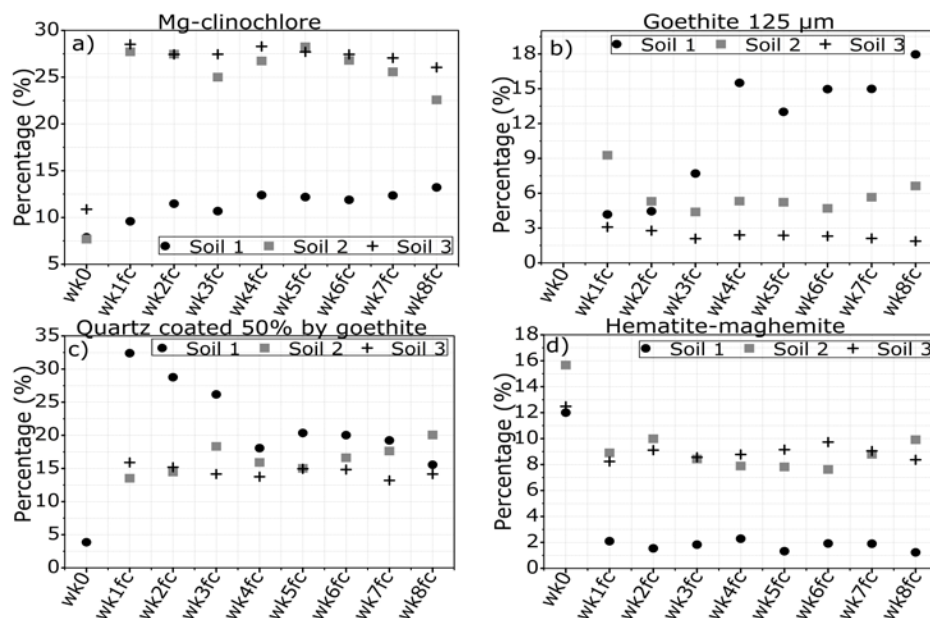 Mg-clinochlore
a)
Percentage (%)
30
25
20
15
10
5
Soil 1 Soil 2 Soil 3
wk0 wk1fc wk2fc wk3fc wk4fc wk5fc wk6fc wk7fc wk8fc
Goethite 125 µm
b)
Soil 1 Soil 2 Soil 3
Percentage (%)
18
15
12
9
6
3
0
wk0 wk1fc wk2fc wk3fc wk4fc wk5fc wk6fc wk7fc wk8fc
Quartz coated 50% by goethite
c)
Soil 1 Soil 2 Soil 3
Percentage (%)
35
30
25
20
15
10
5
0
wk0 wk1fc wk2fc wk3fc wk4fc wk5fc wk6fc wk7fc wk8fc
Hematite-maghemite
d)
Soil 1 Soil 2 Soil 3
Percentage (%)
18
16
14
12
10
8
6
4
2
0
wk0 wk1fc wk2fc wk3fc wk4fc wk5fc wk6fc wk7fc wk8fc